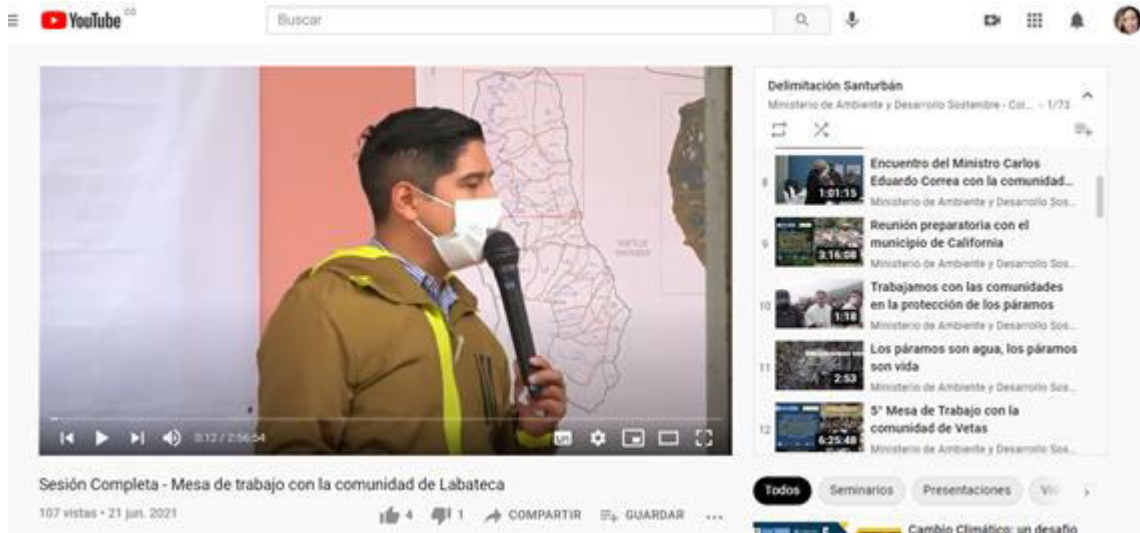 YouTube CO
Buscar
Delimitación Santurbán
Ministerio de Ambiente y Desarrollo Sostenible - Col... - 1/73
8
Encuentro del Ministro Carlos
Eduardo Correa con la comunidad...
1:01:15
Ministerio de Ambiente y Desarrollo Sos...
9
Reunión preparatoria con el
municipio de California
3:16:08
Ministerio de Ambiente y Desarrollo Sos...
10
Trabajamos con las comunidades
en la protección de los páramos
1:18
Ministerio de Ambiente y Desarrollo Sos...
11
Los páramos son agua, los páramos
son vida
2:53
Ministerio de Ambiente y Desarrollo Sos...
12
5° Mesa de Trabajo con la
comunidad de Vetas
6:25:48
Ministerio de Ambiente y Desarrollo Sos...
0:12 / 2:56:54
Sesión Completa - Mesa de trabajo con la comunidad de Labateca
107 vistas • 21 jun. 2021
4 1 COMPARTIR GUARDAR ...
Todos Seminarios Presentaciones
Cambio Climático: un desafío